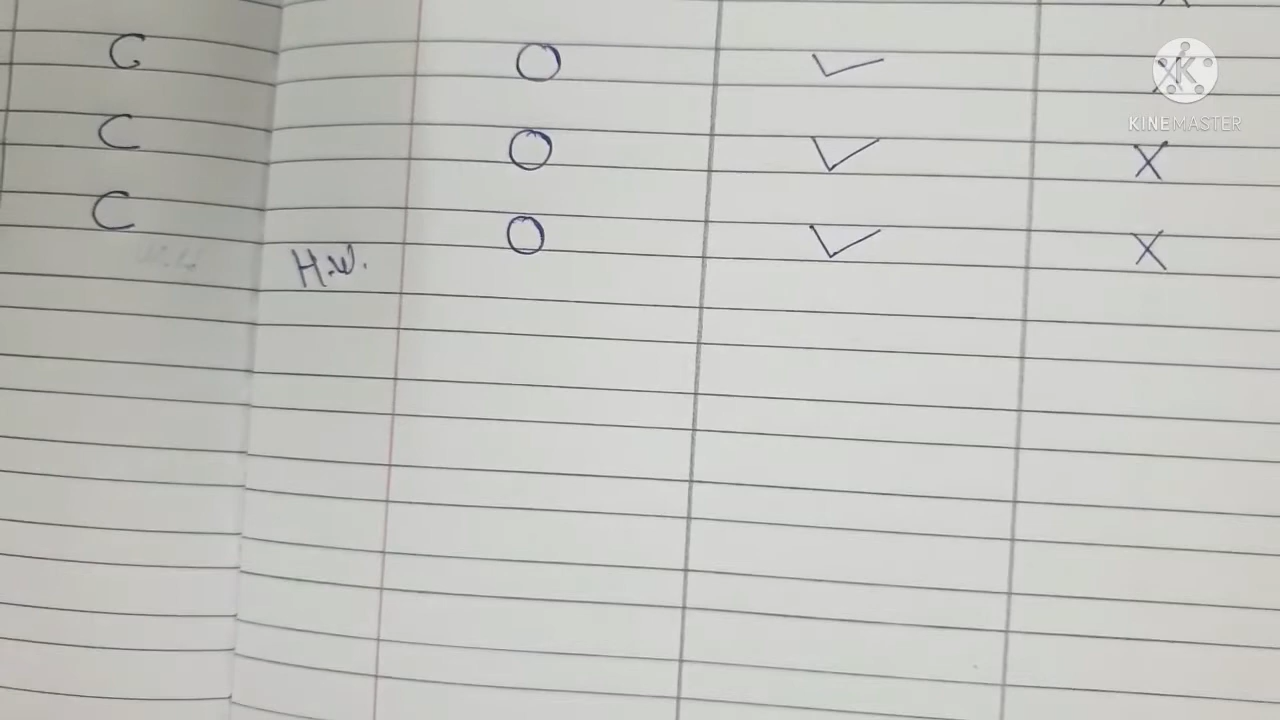 C O ✓ X
KINEMASTER
C O ✓ X
C O ✓ X
H.W.